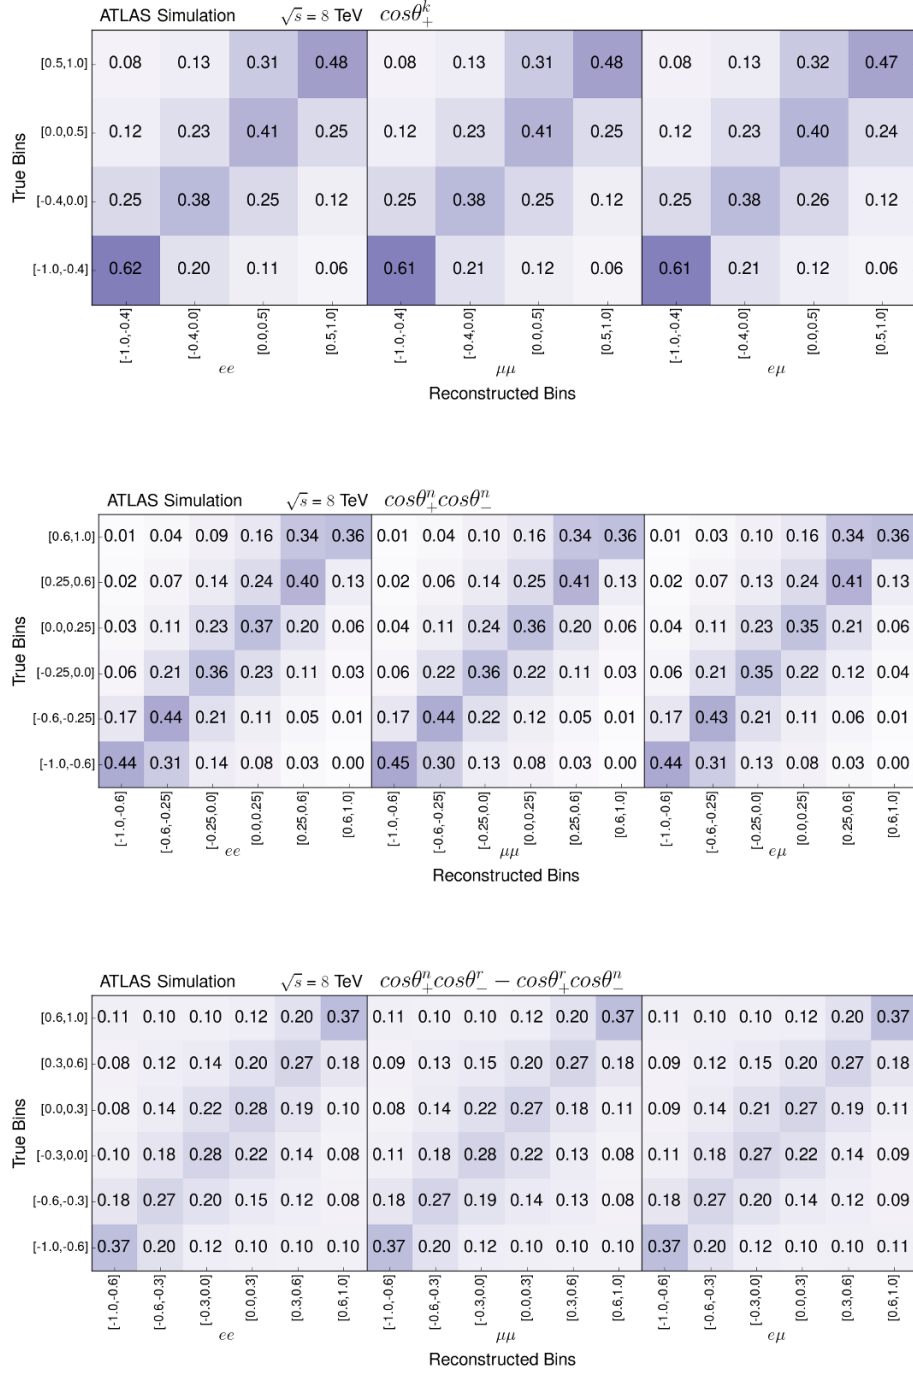 ATLAS Simulation √s = 8 TeV cosθ₊ᵏ
[0.5,1.0] 0.08 0.13 0.31 0.48 0.08 0.13 0.31 0.48 0.08 0.13 0.32 0.47
[0.0,0.5] 0.12 0.23 0.41 0.25 0.12 0.23 0.41 0.25 0.12 0.23 0.40 0.24
True Bins
[-0.4,0.0] 0.25 0.38 0.25 0.12 0.25 0.38 0.25 0.12 0.25 0.38 0.26 0.12
[-1.0,-0.4] 0.62 0.20 0.11 0.06 0.61 0.21 0.12 0.06 0.61 0.21 0.12 0.06
[-1.0,-0.4] [-0.4,0.0] [0.0,0.5] [0.5,1.0] [-1.0,-0.4] [-0.4,0.0] [0.0,0.5] [0.5,1.0] [-1.0,-0.4] [-0.4,0.0] [0.0,0.5] [0.5,1.0]
ee μμ eμ
Reconstructed Bins
ATLAS Simulation √s = 8 TeV cosθ₊ⁿcosθ₋ⁿ
[0.6,1.0] 0.01 0.04 0.09 0.16 0.34 0.36 0.01 0.04 0.10 0.16 0.34 0.36 0.01 0.03 0.10 0.16 0.34 0.36
[0.25,0.6] 0.02 0.07 0.14 0.24 0.40 0.13 0.02 0.06 0.14 0.25 0.41 0.13 0.02 0.07 0.13 0.24 0.41 0.13
[0.0,0.25] 0.03 0.11 0.23 0.37 0.20 0.06 0.04 0.11 0.24 0.36 0.20 0.06 0.04 0.11 0.23 0.35 0.21 0.06
True Bins
[-0.25,0.0] 0.06 0.21 0.36 0.23 0.11 0.03 0.06 0.22 0.36 0.22 0.11 0.03 0.06 0.21 0.35 0.22 0.12 0.04
[-0.6,-0.25] 0.17 0.44 0.21 0.11 0.05 0.01 0.17 0.44 0.22 0.12 0.05 0.01 0.17 0.43 0.21 0.11 0.06 0.01
[-1.0,-0.6] 0.44 0.31 0.14 0.08 0.03 0.00 0.45 0.30 0.13 0.08 0.03 0.00 0.44 0.31 0.13 0.08 0.03 0.00
[-1.0,-0.6] [-0.6,-0.25] [-0.25,0.0] [0.0,0.25] [0.25,0.6] [0.6,1.0] [-1.0,-0.6] [-0.6,-0.25] [-0.25,0.0] [0.0,0.25] [0.25,0.6] [0.6,1.0] [-1.0,-0.6] [-0.6,-0.25] [-0.25,0.0] [0.0,0.25] [0.25,0.6] [0.6,1.0]
ee μμ eμ
Reconstructed Bins
ATLAS Simulation √s = 8 TeV cosθ₊ⁿcosθ₋ʳ − cosθ₊ʳcosθ₋ⁿ
[0.6,1.0] 0.11 0.10 0.10 0.12 0.20 0.37 0.11 0.10 0.10 0.12 0.20 0.37 0.11 0.10 0.10 0.12 0.20 0.37
[0.3,0.6] 0.08 0.12 0.14 0.20 0.27 0.18 0.09 0.13 0.15 0.20 0.27 0.18 0.09 0.12 0.15 0.20 0.27 0.18
[0.0,0.3] 0.08 0.14 0.22 0.28 0.19 0.10 0.08 0.14 0.22 0.27 0.18 0.11 0.09 0.14 0.21 0.27 0.19 0.11
True Bins
[-0.3,0.0] 0.10 0.18 0.28 0.22 0.14 0.08 0.11 0.18 0.28 0.22 0.13 0.08 0.11 0.18 0.27 0.22 0.14 0.09
[-0.6,-0.3] 0.18 0.27 0.20 0.15 0.12 0.08 0.18 0.27 0.19 0.14 0.13 0.08 0.18 0.27 0.20 0.14 0.12 0.09
[-1.0,-0.6] 0.37 0.20 0.12 0.10 0.10 0.10 0.37 0.20 0.12 0.10 0.10 0.10 0.37 0.20 0.12 0.10 0.10 0.11
[-1.0,-0.6] [-0.6,-0.3] [-0.3,0.0] [0.0,0.3] [0.3,0.6] [0.6,1.0] [-1.0,-0.6] [-0.6,-0.3] [-0.3,0.0] [0.0,0.3] [0.3,0.6] [0.6,1.0] [-1.0,-0.6] [-0.6,-0.3] [-0.3,0.0] [0.0,0.3] [0.3,0.6] [0.6,1.0]
ee μμ eμ
Reconstructed Bins